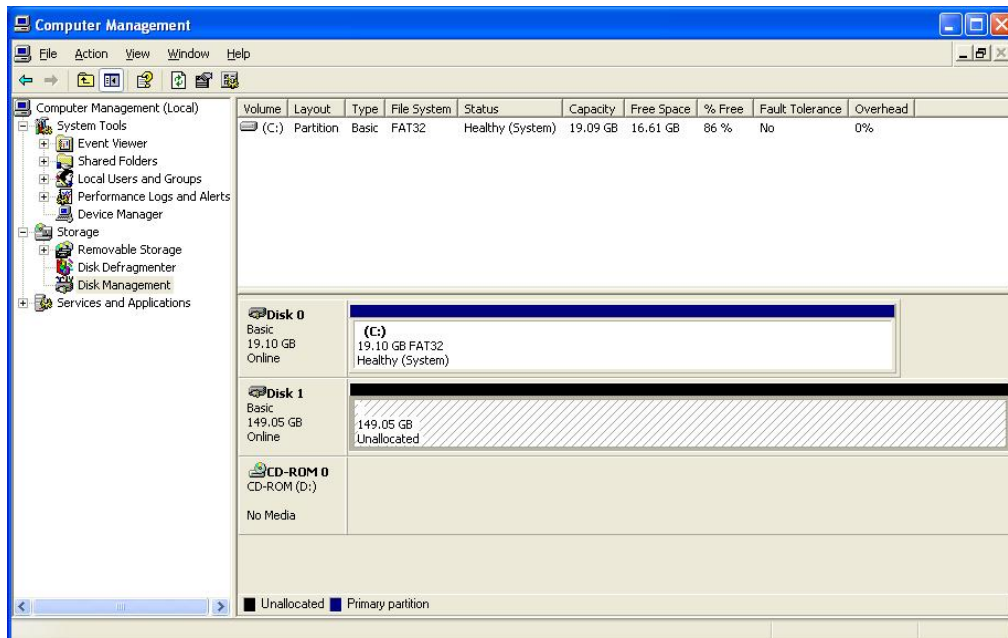 Computer Management
File Action View Window Help
Computer Management (Local)
System Tools
Event Viewer
Shared Folders
Local Users and Groups
Performance Logs and Alerts
Device Manager
Storage
Removable Storage
Disk Defragmenter
Disk Management
Services and Applications
Volume Layout Type File System Status Capacity Free Space % Free Fault Tolerance Overhead
(C:) Partition Basic FAT32 Healthy (System) 19.09 GB 16.61 GB 86 % No 0%
Disk 0
Basic
19.10 GB
Online
(C:)
19.10 GB FAT32
Healthy (System)
Disk 1
Basic
149.05 GB
Online
149.05 GB
Unallocated
CD-ROM 0
CD-ROM (D:)
No Media
Unallocated Primary partition